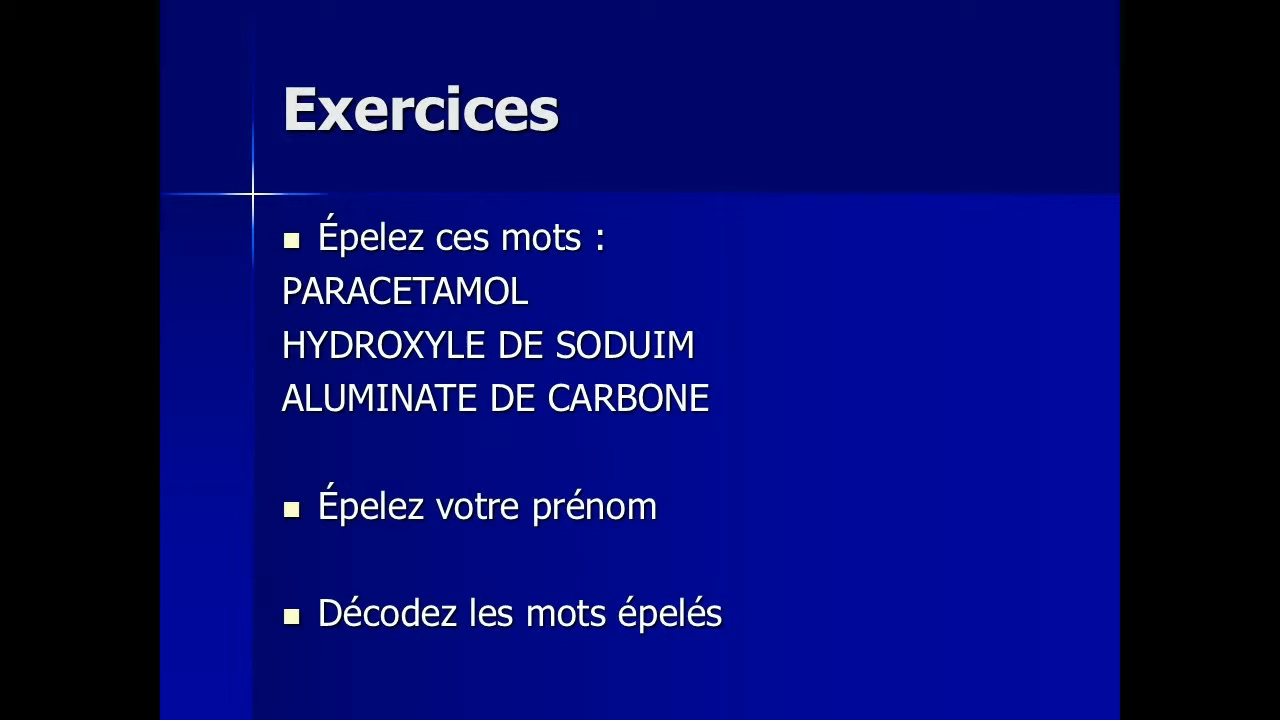 Exercices
Épelez ces mots :
PARACETAMOL
HYDROXYLE DE SODUIM
ALUMINATE DE CARBONE
Épelez votre prénom
Décodez les mots épelés